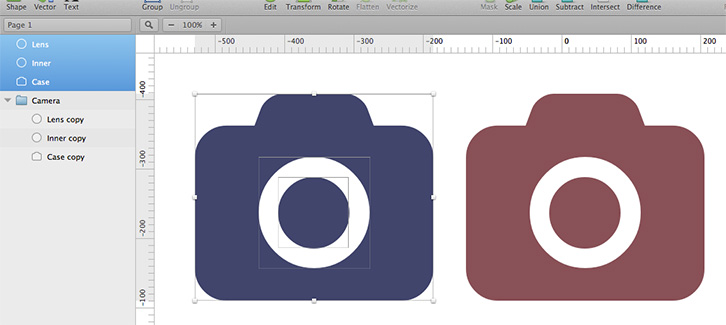 Shape Vector Text Group Ungroup Edit Transform Rotate Flatten Vectorize Mask Scale Union Subtract Intersect Difference
Page 1 100%
-500 -400 -300 -200 -100 0 100 200
Lens
Inner
Case
Camera
Lens copy
Inner copy
Case copy
-400
-300
-200
-100